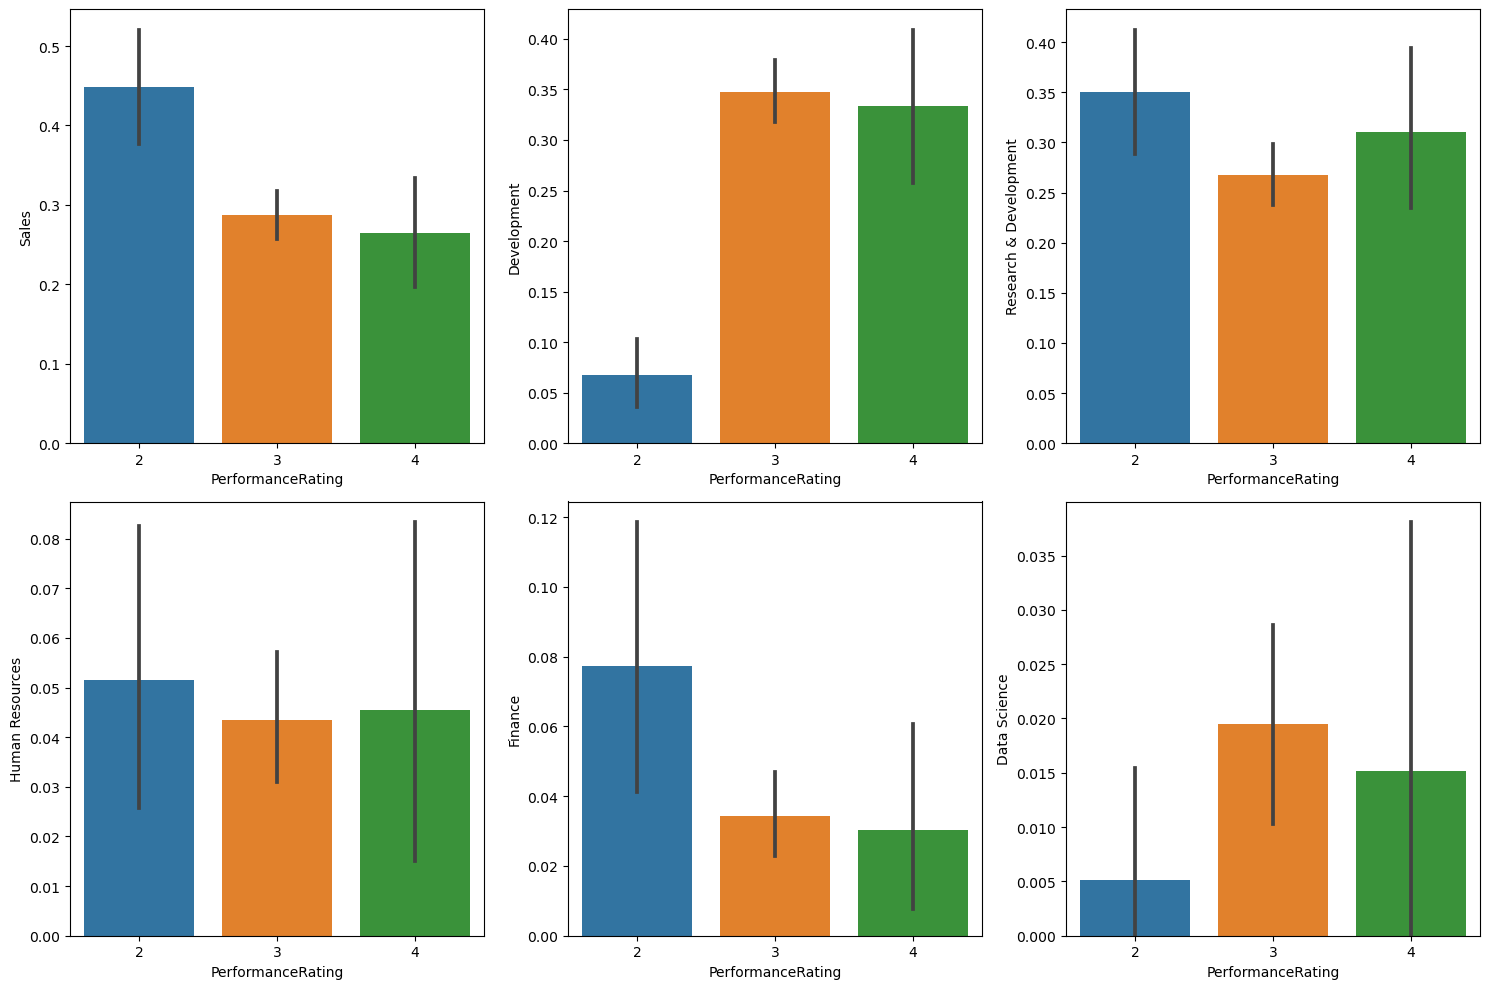 Sales
0.5
0.4
0.3
0.2
0.1
0.0
2 3 4
PerformanceRating
Development
0.40
0.35
0.30
0.25
0.20
0.15
0.10
0.05
0.00
2 3 4
PerformanceRating
Research & Development
0.40
0.35
0.30
0.25
0.20
0.15
0.10
0.05
0.00
2 3 4
PerformanceRating
Human Resources
0.08
0.07
0.06
0.05
0.04
0.03
0.02
0.01
0.00
2 3 4
PerformanceRating
Finance
0.12
0.10
0.08
0.06
0.04
0.02
0.00
2 3 4
PerformanceRating
Data Science
0.035
0.030
0.025
0.020
0.015
0.010
0.005
0.000
2 3 4
PerformanceRating